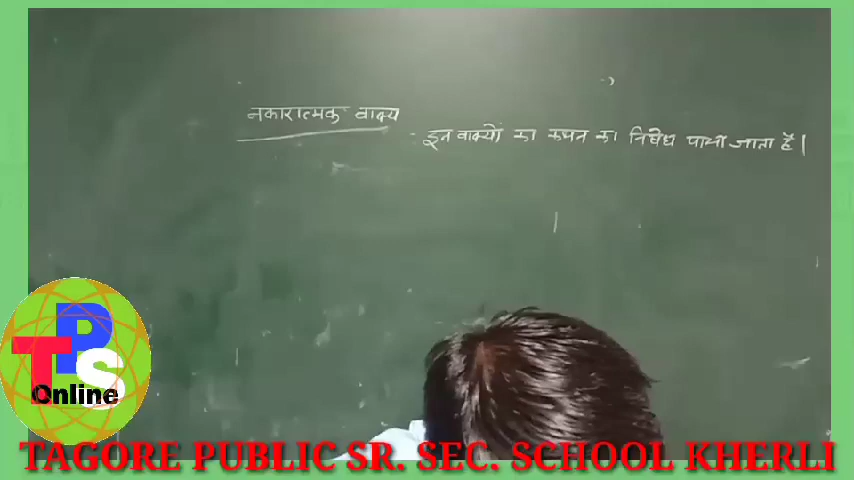 नकारात्मक वाक्य
:- इन वाक्यों का कथन का निषेध पाया जाता है।
TPS
Online
TAGORE PUBLIC SR. SEC. SCHOOL KHERLI